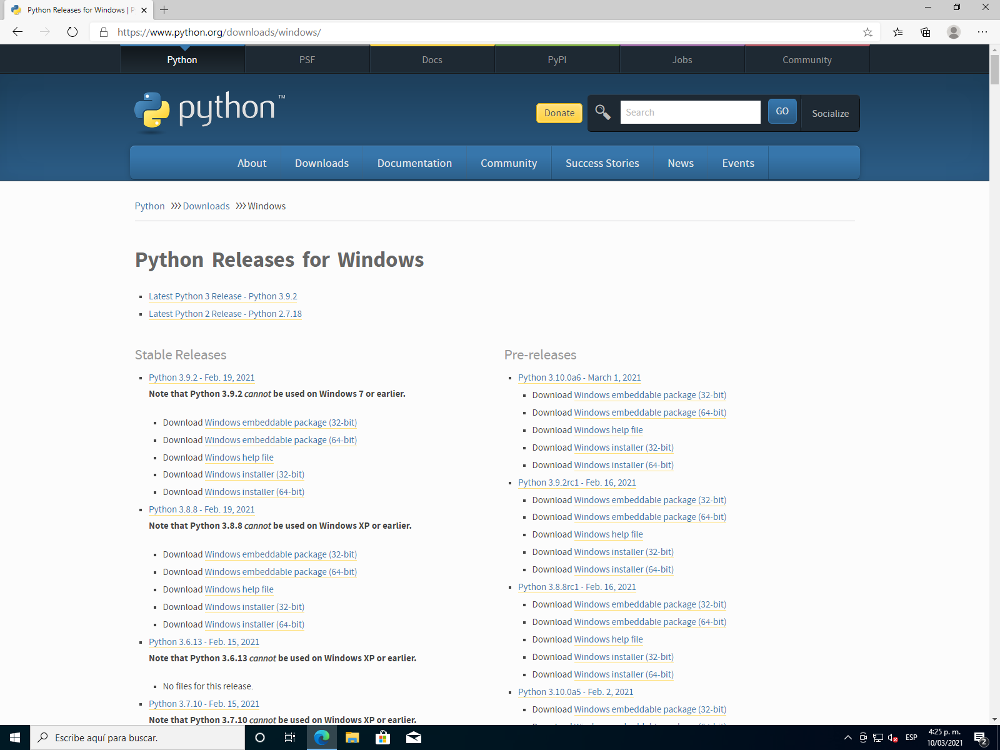 Python Releases for Windows |
https://www.python.org/downloads/windows/
Python
PSF
Docs
PyPI
Jobs
Community
python™
Donate
Search
GO
Socialize
About
Downloads
Documentation
Community
Success Stories
News
Events
Python >>> Downloads >>> Windows
Python Releases for Windows
Latest Python 3 Release - Python 3.9.2
Latest Python 2 Release - Python 2.7.18
Stable Releases
Python 3.9.2 - Feb. 19, 2021
Note that Python 3.9.2 cannot be used on Windows 7 or earlier.
Download Windows embeddable package (32-bit)
Download Windows embeddable package (64-bit)
Download Windows help file
Download Windows installer (32-bit)
Download Windows installer (64-bit)
Python 3.8.8 - Feb. 19, 2021
Note that Python 3.8.8 cannot be used on Windows XP or earlier.
Download Windows embeddable package (32-bit)
Download Windows embeddable package (64-bit)
Download Windows help file
Download Windows installer (32-bit)
Download Windows installer (64-bit)
Python 3.6.13 - Feb. 15, 2021
Note that Python 3.6.13 cannot be used on Windows XP or earlier.
No files for this release.
Python 3.7.10 - Feb. 15, 2021
Note that Python 3.7.10 cannot be used on Windows XP or earlier.
Pre-releases
Python 3.10.0a6 - March 1, 2021
Download Windows embeddable package (32-bit)
Download Windows embeddable package (64-bit)
Download Windows help file
Download Windows installer (32-bit)
Download Windows installer (64-bit)
Python 3.9.2rc1 - Feb. 16, 2021
Download Windows embeddable package (32-bit)
Download Windows embeddable package (64-bit)
Download Windows help file
Download Windows installer (32-bit)
Download Windows installer (64-bit)
Python 3.8.8rc1 - Feb. 16, 2021
Download Windows embeddable package (32-bit)
Download Windows embeddable package (64-bit)
Download Windows help file
Download Windows installer (32-bit)
Download Windows installer (64-bit)
Python 3.10.0a5 - Feb. 2, 2021
Download Windows embeddable package (32-bit)
Escribe aquí para buscar.
ESP
4:25 p. m.
10/03/2021
2